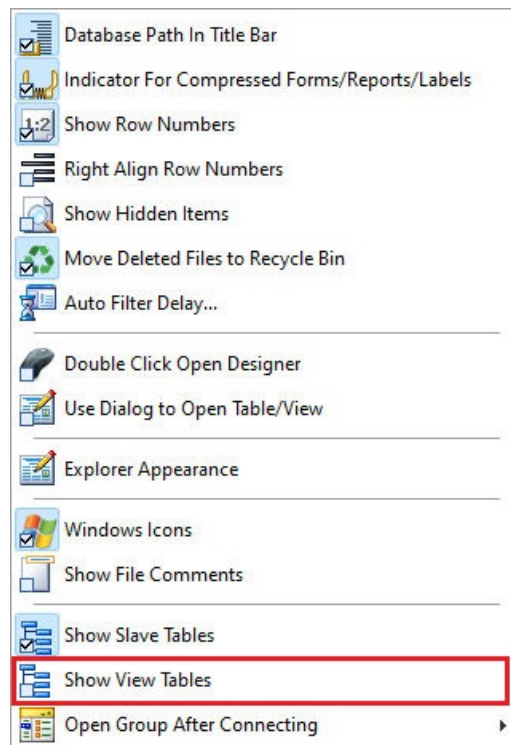 Database Path In Title Bar
Indicator For Compressed Forms/Reports/Labels
1:2 Show Row Numbers
Right Align Row Numbers
Show Hidden Items
Move Deleted Files to Recycle Bin
Auto Filter Delay...
Double Click Open Designer
Use Dialog to Open Table/View
Explorer Appearance
Windows Icons
Show File Comments
Show Slave Tables
Show View Tables
Open Group After Connecting